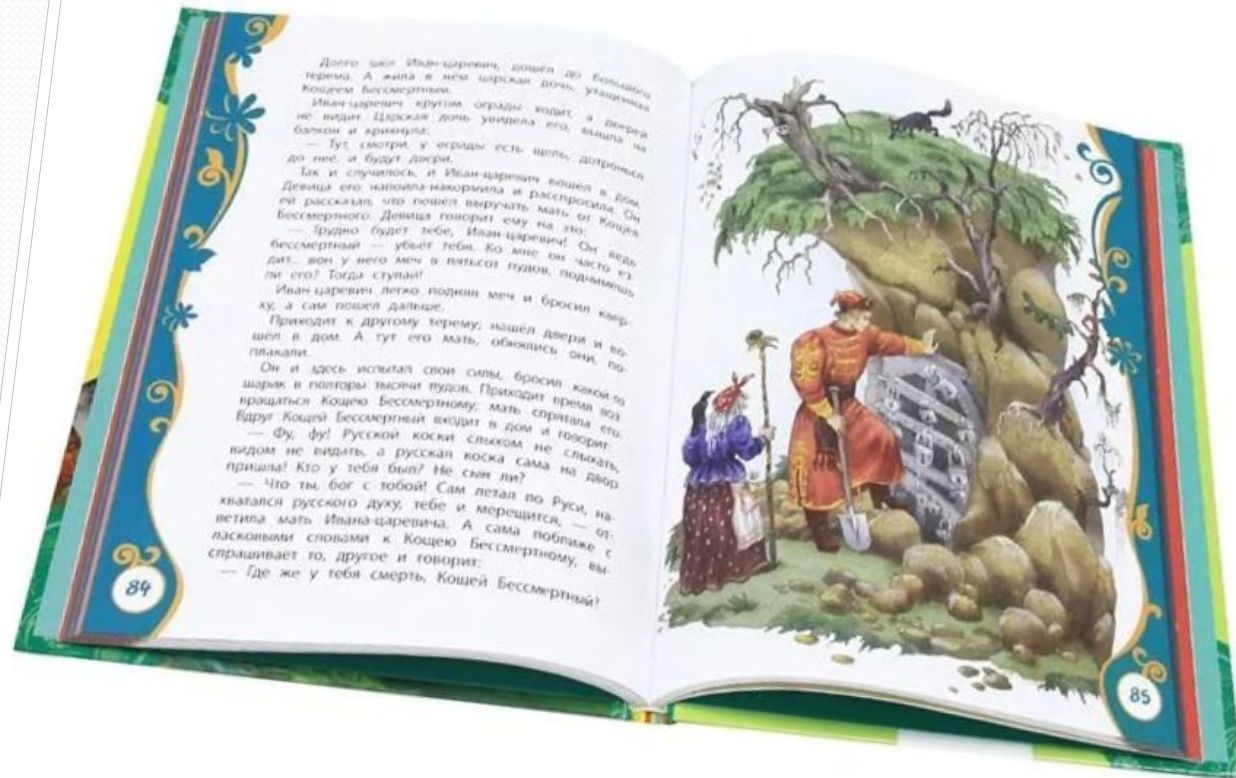 Долго шел Иван-царевич, дошел до большого
терема. А жила в нем царская дочь, утащенная
Кощеем Бессмертным.
Иван-царевич кругом ограды ходит, а дверей
не видит. Царская дочь увидела его, вышла на
балкон и крикнула:
— Тут, смотри, у ограды есть щель, дотронься
до нее, и будут двери.
Так и случилось, и Иван-царевич вошел в дом.
Девица его напоила-накормила и расспросила. Он
ей рассказал, что пошел выручать мать от Кощея
Бессмертного. Девица говорит ему на это:
— Трудно будет тебе, Иван-царевич! Он ведь
бессмертный — убьет тебя. Ко мне он часто ез-
дит... вон у него меч в пятьсот пудов, поднимешь
ли его? Тогда ступай!
Иван-царевич легко поднял меч и бросилквер-
ху, а сам пошел дальше.
Приходит к другому терему; нашел двери и во-
шел в дом. А тут его мать, обнялись они, по-
плакали.
Он и здесь испытал свои силы, бросил какой-то
шарик в полторы тысячи пудов. Приходит время воз-
вращаться Кощею Бессмертному; мать спрятала его.
Вдруг Кощей Бессмертный входит в дом и говорит:
— Фу, фу! Русской коски слыхом не слыхать,
видом не видать, а русская коска сама на двор
пришла! Кто у тебя был? Не сын ли?
— Что ты, бог с тобой! Сам летал по Руси, на-
хватался русского духу, тебе и мерещится, — от-
ветила мать Ивана-царевича. А сама поближе с
ласковыми словами к Кощею Бессмертному, вы-
спрашивает то, другое и говорит:
— Где же у тебя смерть, Кощей Бессмертный?
84
85